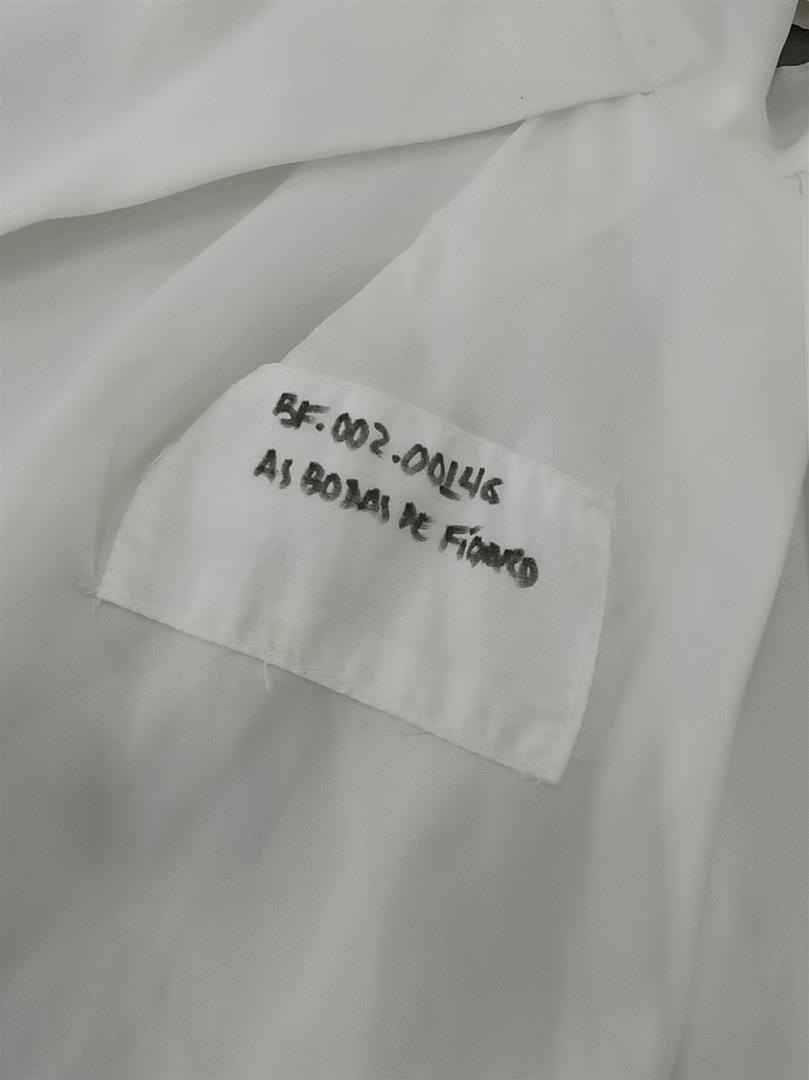 BF.002.00146
AS BODAS DE FÍGARO